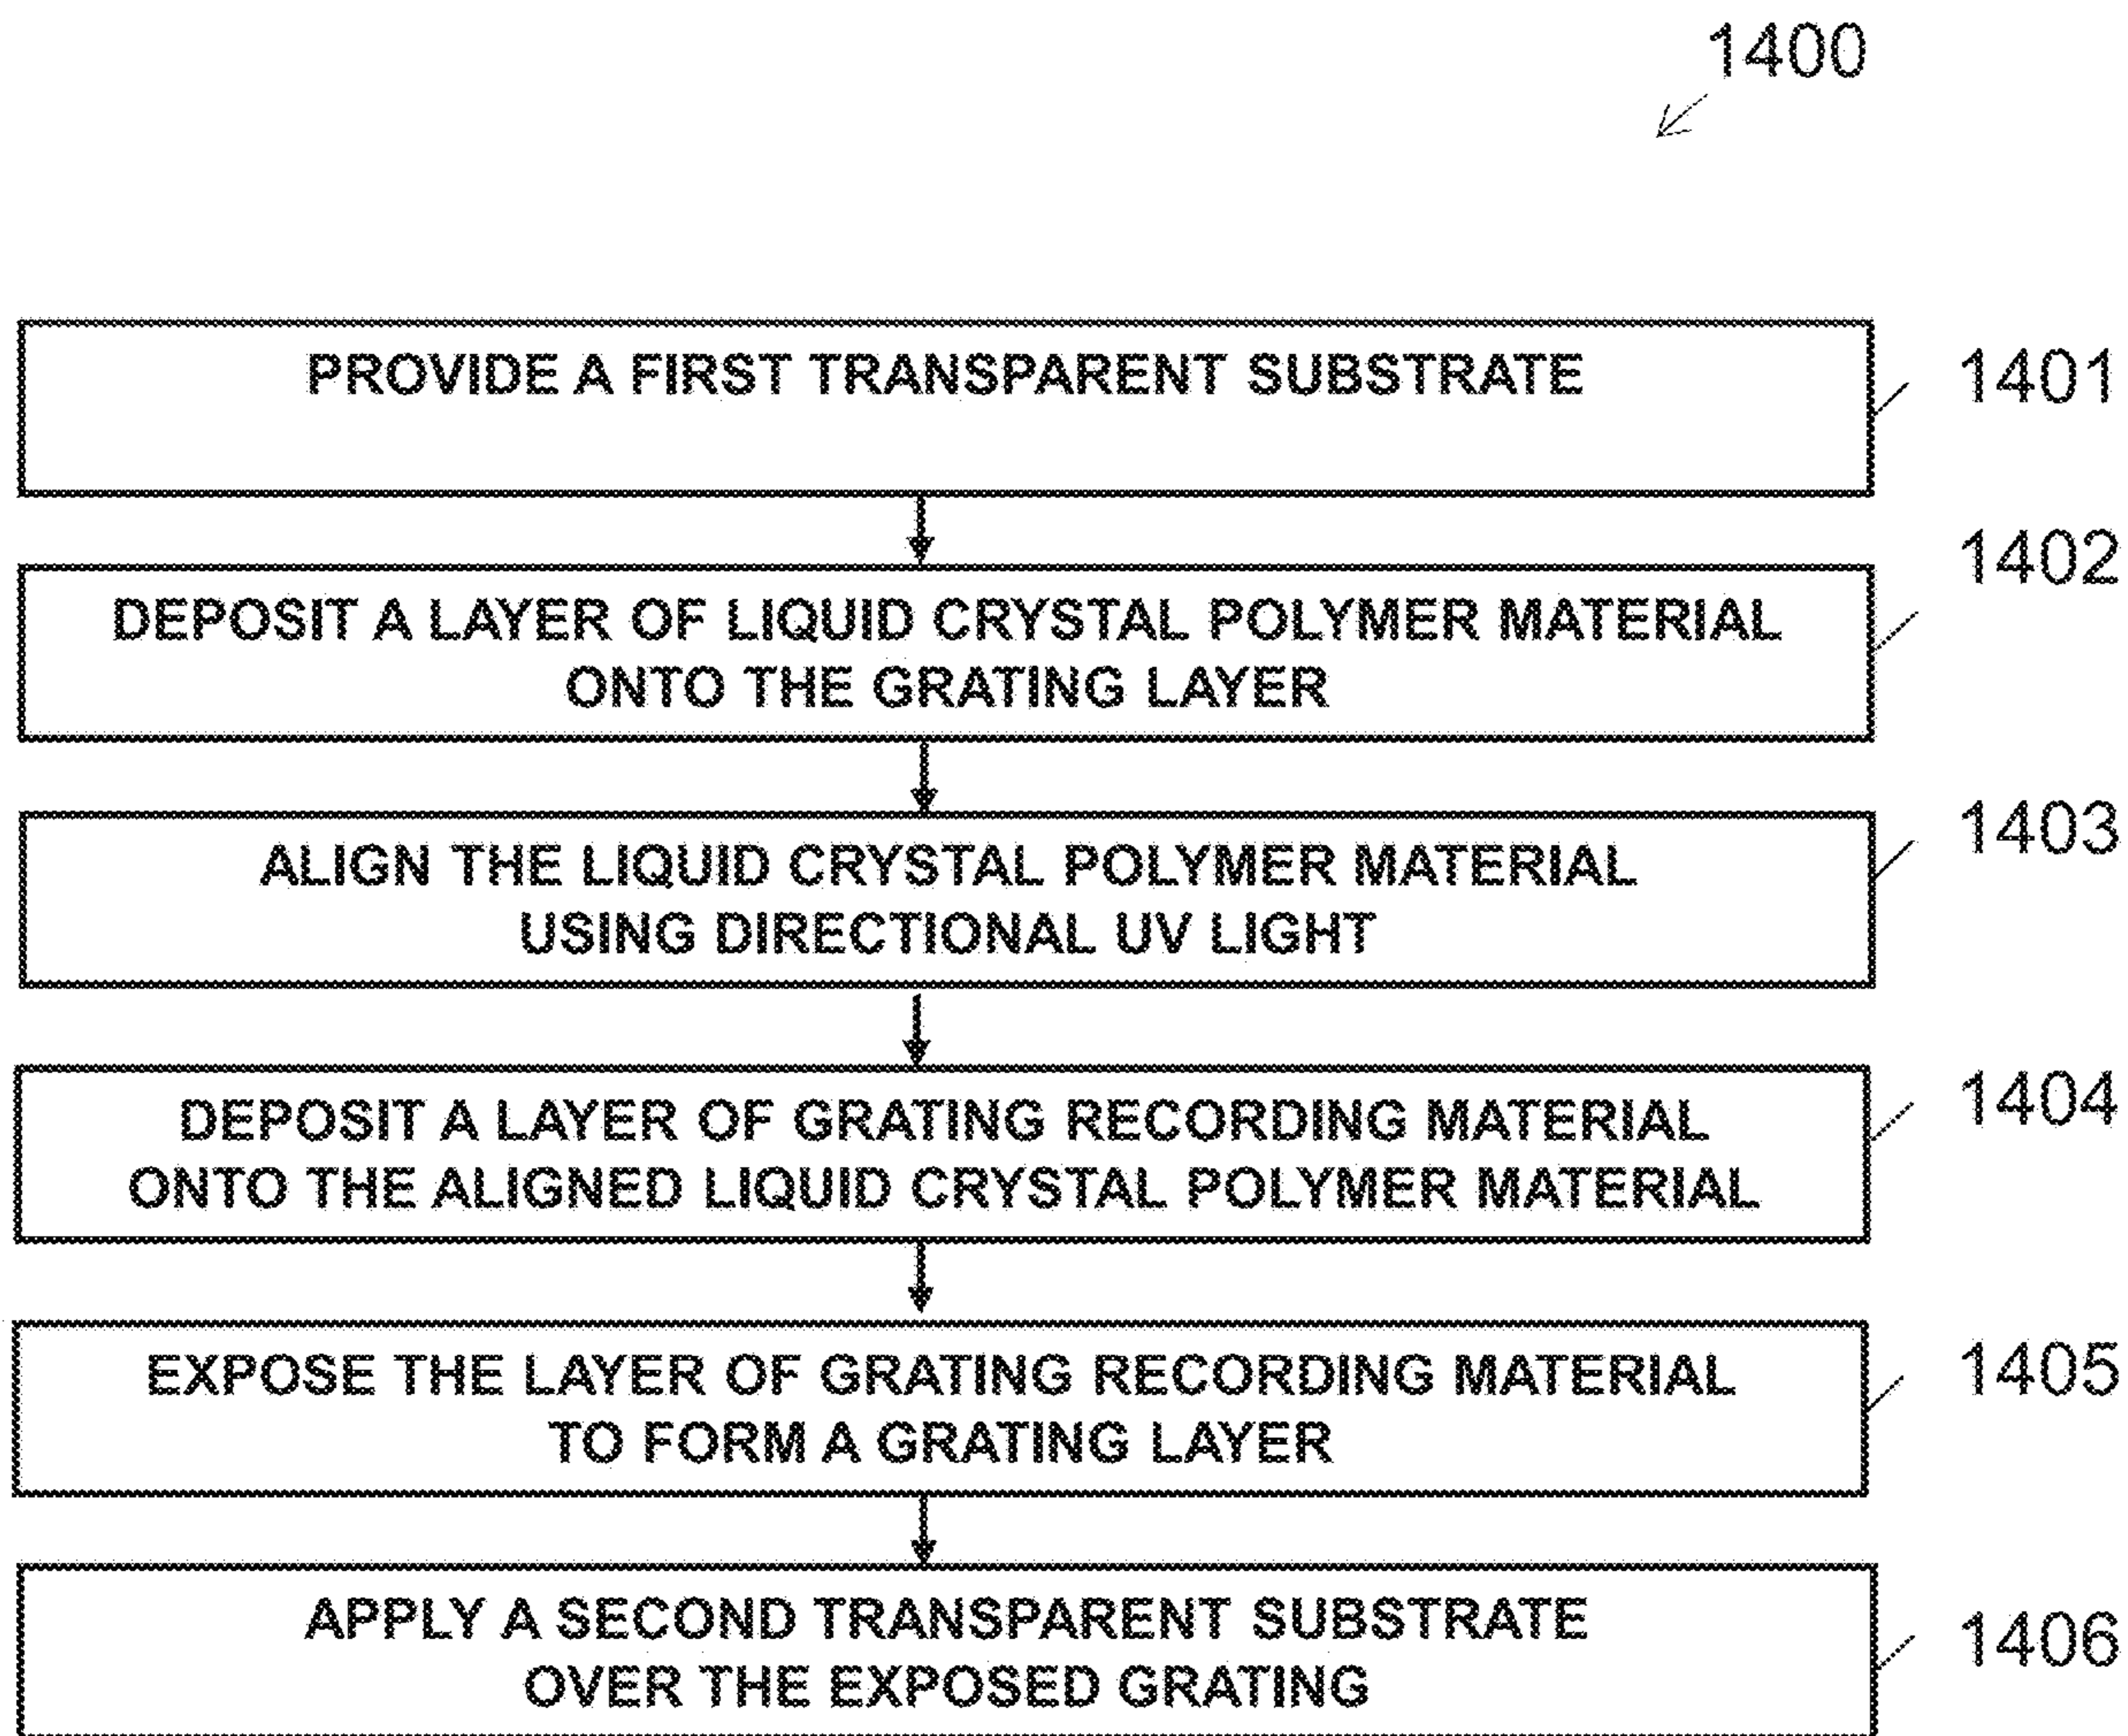 1400
PROVIDE A FIRST TRANSPARENT SUBSTRATE
1401
DEPOSIT A LAYER OF LIQUID CRYSTAL POLYMER MATERIAL
ONTO THE GRATING LAYER
1402
ALIGN THE LIQUID CRYSTAL POLYMER MATERIAL
USING DIRECTIONAL UV LIGHT
1403
DEPOSIT A LAYER OF GRATING RECORDING MATERIAL
ONTO THE ALIGNED LIQUID CRYSTAL POLYMER MATERIAL
1404
EXPOSE THE LAYER OF GRATING RECORDING MATERIAL
TO FORM A GRATING LAYER
1405
APPLY A SECOND TRANSPARENT SUBSTRATE
OVER THE EXPOSED GRATING
1406